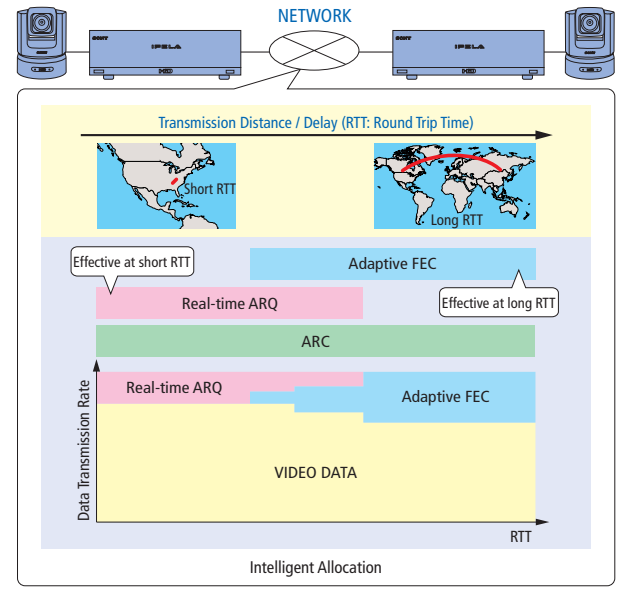 NETWORK
SONY
IPELA
HD
SONY
IPELA
HD
Transmission Distance / Delay (RTT: Round Trip Time)
Short RTT
Long RTT
Effective at short RTT
Adaptive FEC
Effective at long RTT
Real-time ARQ
ARC
Data Transmission Rate
Real-time ARQ
Adaptive FEC
VIDEO DATA
RTT
Intelligent Allocation